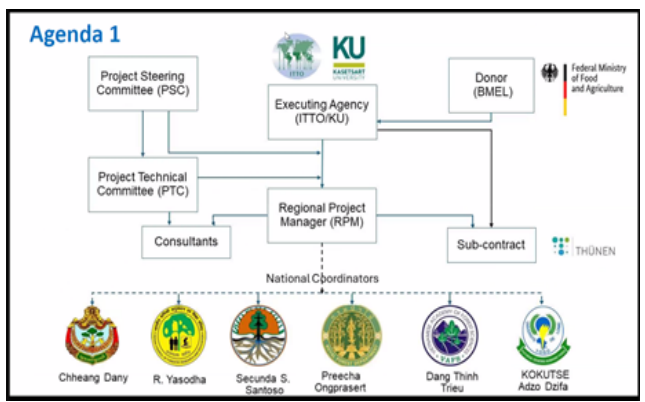 Agenda 1
ITTO
KU
KASETSART
UNIVERSITY
Project Steering
Committee (PSC)
Executing Agency
(ITTO/KU)
Donor
(BMEL)
Federal Ministry
of Food
and Agriculture
Project Technical
Committee (PTC)
Regional Project
Manager (RPM)
Consultants
Sub-contract
THÜNEN
National Coordinators
Chheang Dany
R. Yasodha
Secunda S.
Santoso
Preecha
Ongprasert
VAFS
Dang Thinh
Trieu
KOKUTSE
Adzo Dzifa